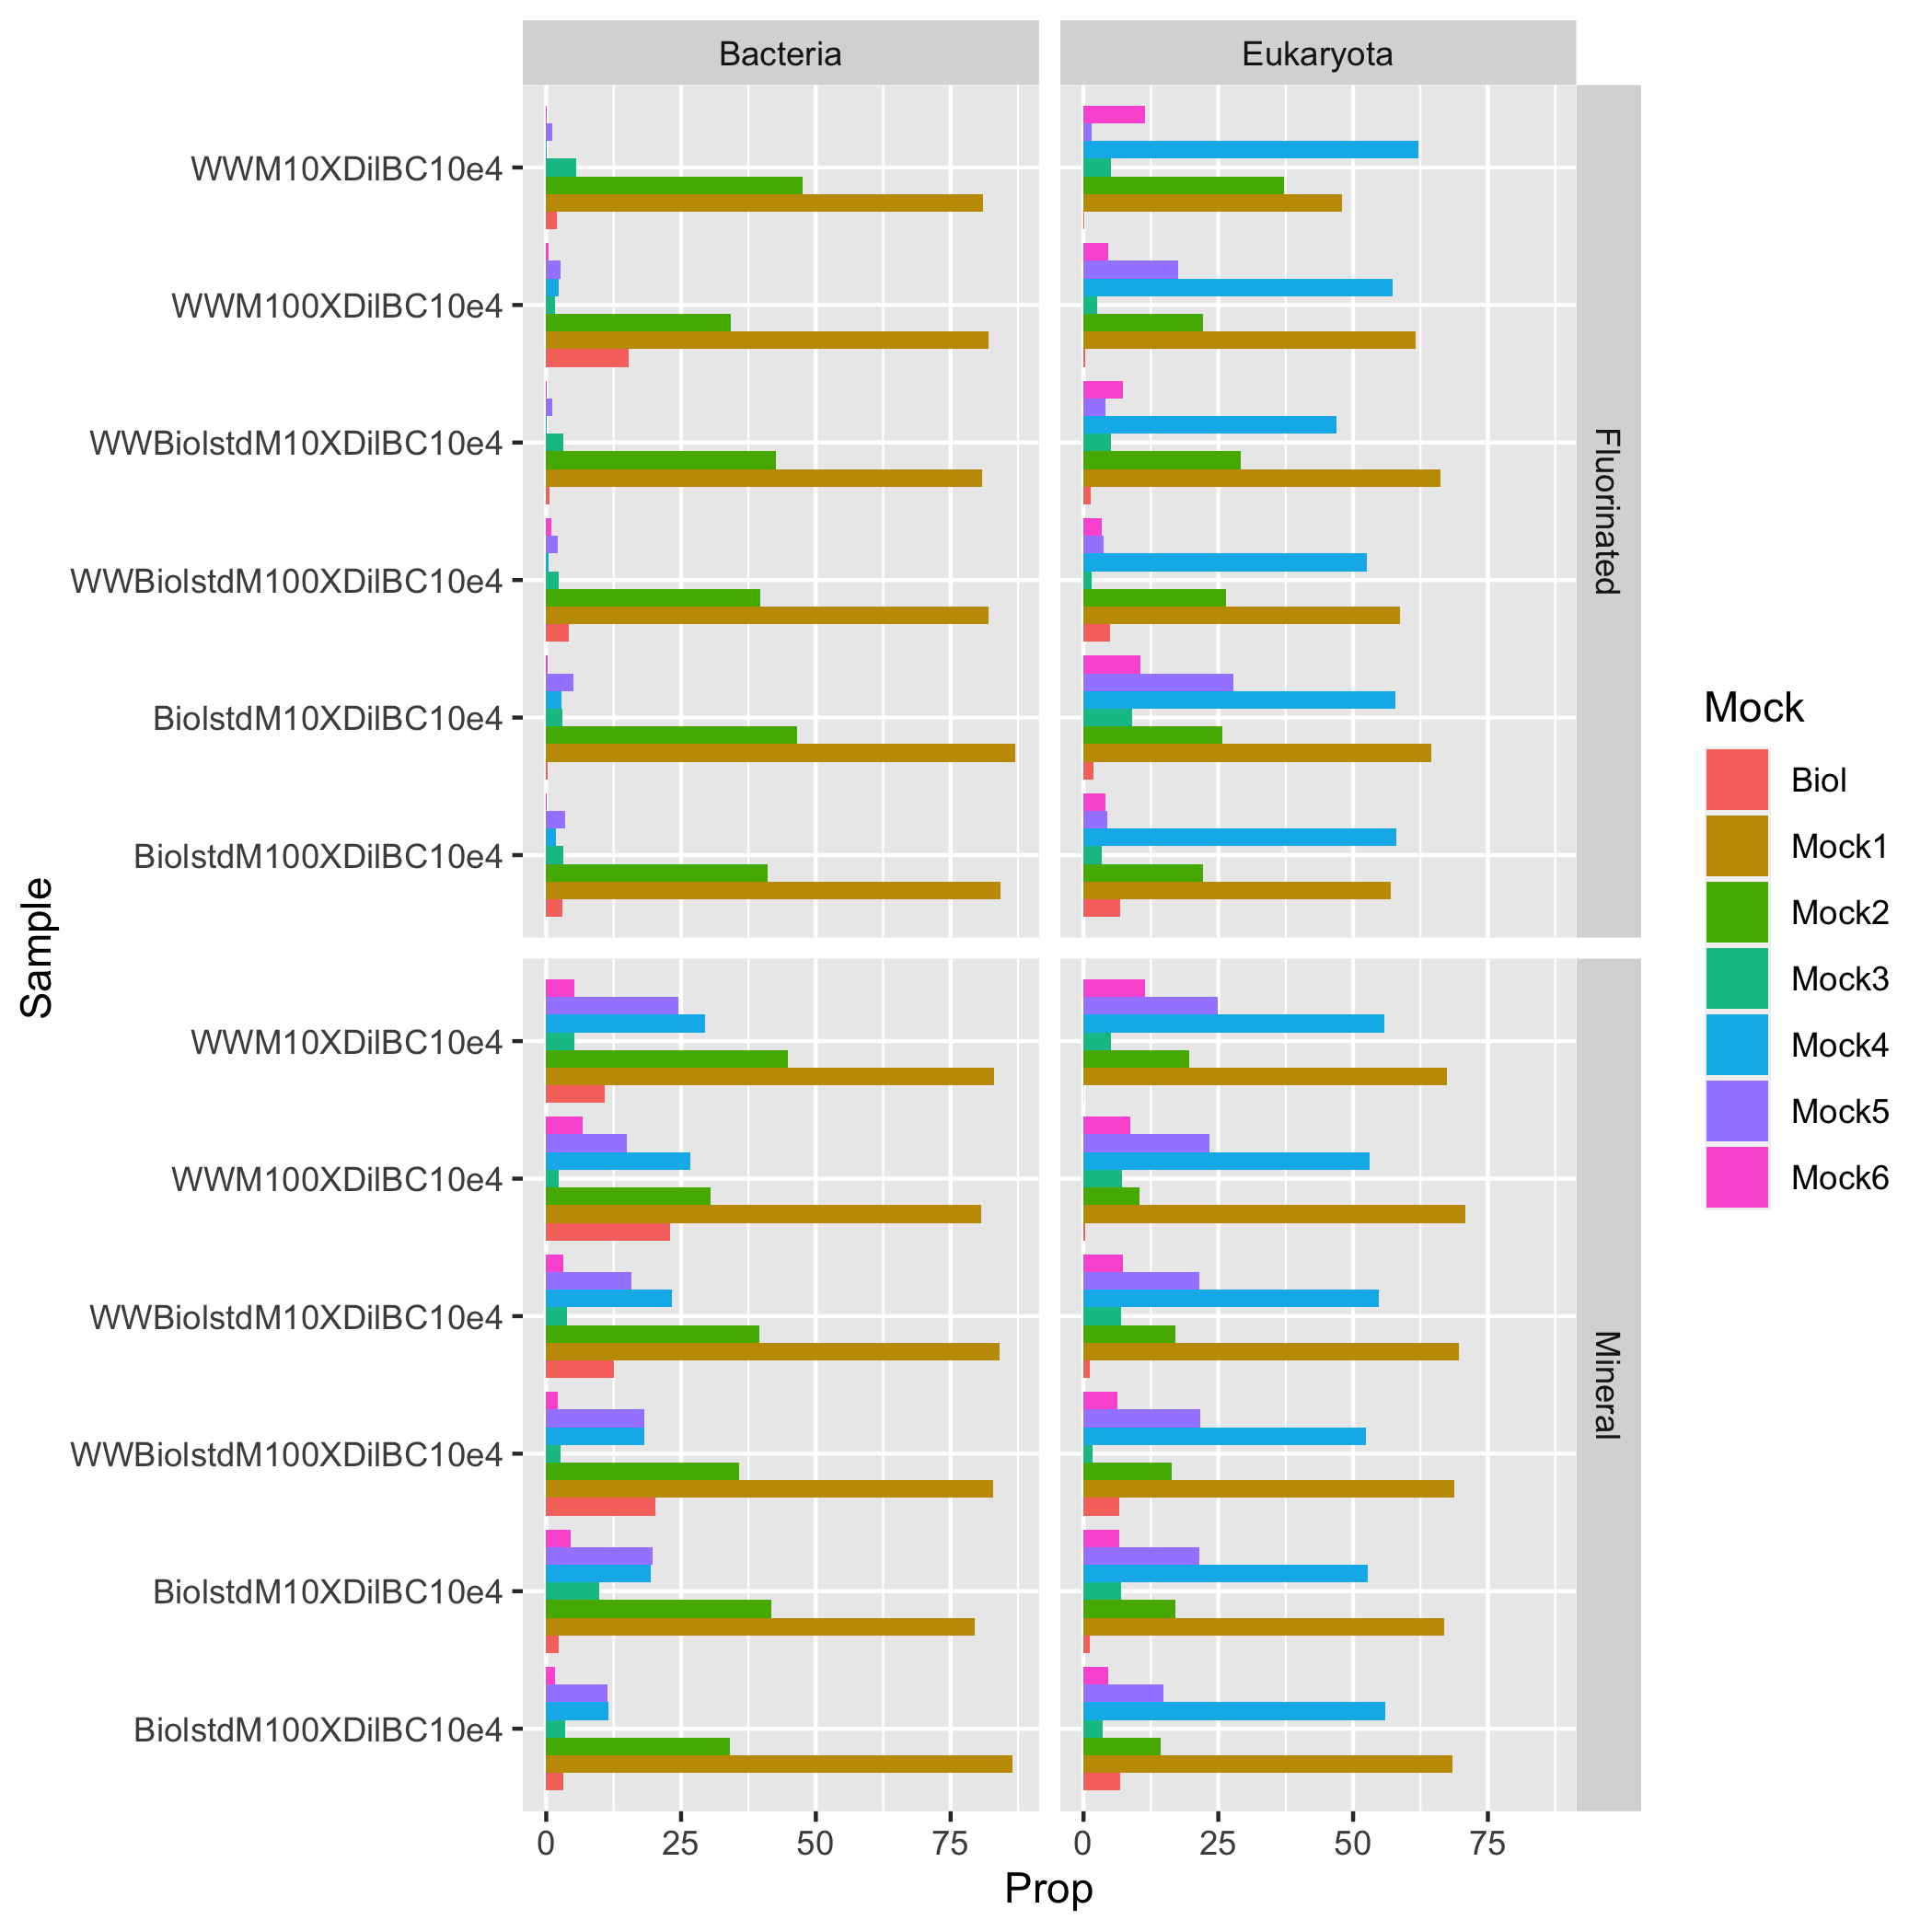 Bacteria
Eukaryota
WWM10XDilBC10e4
WWM100XDilBC10e4
WWBiolstdM10XDilBC10e4
WWBiolstdM100XDilBC10e4
BiolstdM10XDilBC10e4
BiolstdM100XDilBC10e4
Fluorinated
WWM10XDilBC10e4
WWM100XDilBC10e4
WWBiolstdM10XDilBC10e4
WWBiolstdM100XDilBC10e4
BiolstdM10XDilBC10e4
BiolstdM100XDilBC10e4
Mineral
Sample
0 25 50 75
0 25 50 75
Prop
Mock
Biol
Mock1
Mock2
Mock3
Mock4
Mock5
Mock6